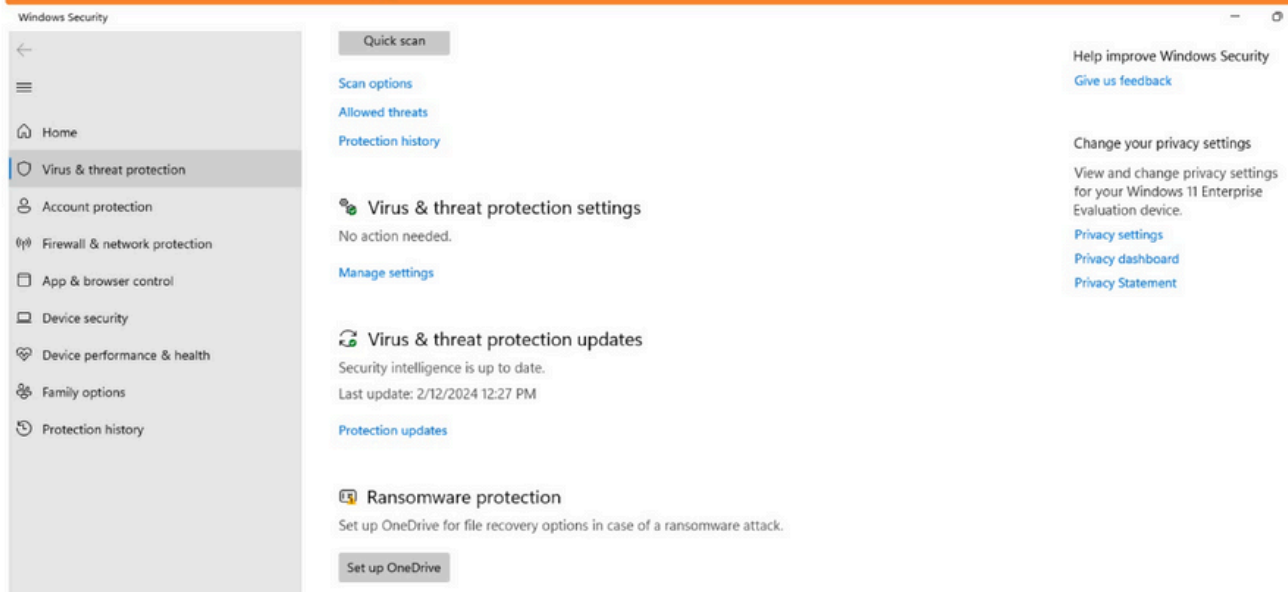 Windows Security
Home
Virus & threat protection
Account protection
Firewall & network protection
App & browser control
Device security
Device performance & health
Family options
Protection history
Quick scan
Scan options
Allowed threats
Protection history
Virus & threat protection settings
No action needed.
Manage settings
Virus & threat protection updates
Security intelligence is up to date.
Last update: 2/12/2024 12:27 PM
Protection updates
Ransomware protection
Set up OneDrive for file recovery options in case of a ransomware attack.
Set up OneDrive
Help improve Windows Security
Give us feedback
Change your privacy settings
View and change privacy settings
for your Windows 11 Enterprise
Evaluation device.
Privacy settings
Privacy dashboard
Privacy Statement